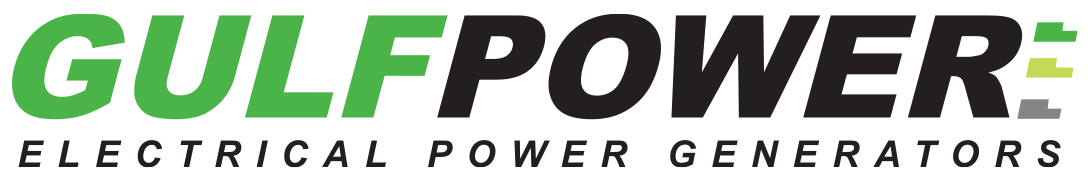 GULFPOWER
ELECTRICAL POWER GENERATORS